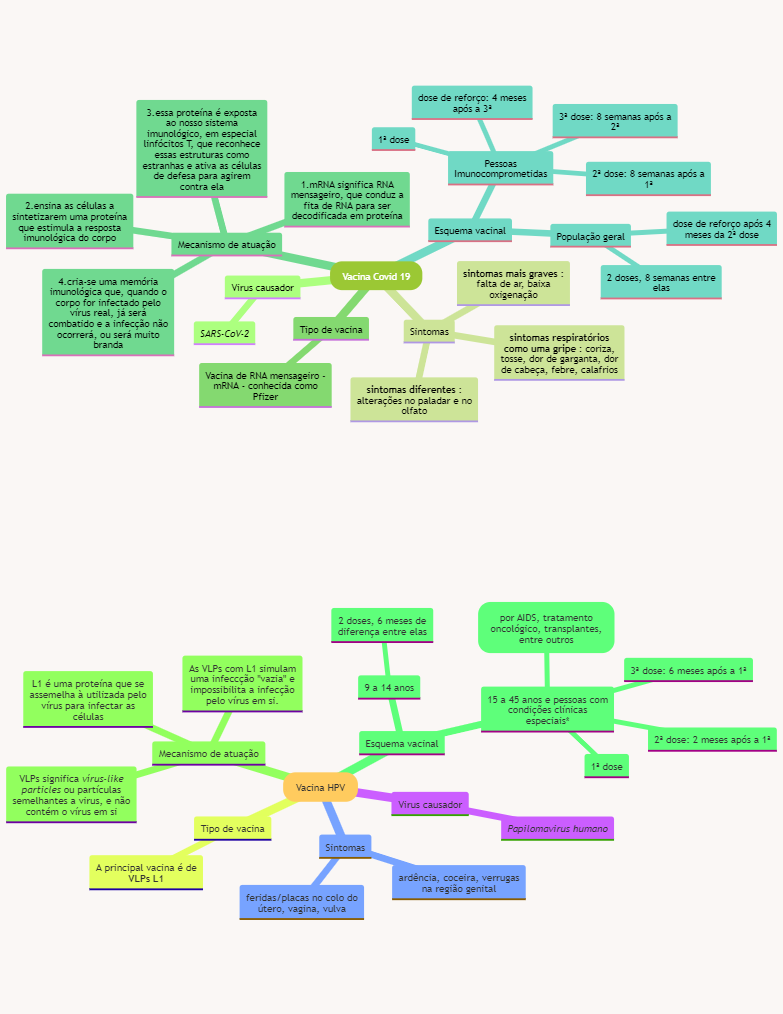 dose de reforço: 4 meses
após a 3ª
3ª dose: 8 semanas após a
2ª
1ª dose
Pessoas
Imunocomprometidas
2ª dose: 8 semanas após a
1ª
3.essa proteína é exposta
ao nosso sistema
imunológico, em especial
linfócitos T, que reconhece
essas estruturas como
estranhas e ativa as células
de defesa para agirem
contra ela
1.mRNA significa RNA
mensageiro, que conduz a
fita de RNA para ser
decodificada em proteína
2.ensina as células a
sintetizarem uma proteína
que estimula a resposta
imunológica do corpo
Mecanismo de atuação
Esquema vacinal
População geral
dose de reforço após 4
meses da 2ª dose
2 doses, 8 semanas entre
elas
4.cria-se uma memória
imunológica que, quando o
corpo for infectado pelo
vírus real, já será
combatido e a infecção não
ocorrerá, ou será muito
branda
Vacina Covid 19
Vírus causador
SARS-CoV-2
Tipo de vacina
Vacina de RNA mensageiro -
mRNA - conhecida como
Pfizer
Sintomas
sintomas mais graves :
falta de ar, baixa
oxigenação
sintomas respiratórios
como uma gripe : coriza,
tosse, dor de garganta, dor
de cabeça, febre, calafrios
sintomas diferentes :
alterações no paladar e no
olfato
2 doses, 6 meses de
diferença entre elas
9 a 14 anos
por AIDS, tratamento
oncológico, transplantes,
entre outros
15 a 45 anos e pessoas com
condições clínicas
especiais*
3ª dose: 6 meses após a 1ª
2ª dose: 2 meses após a 1ª
1ª dose
Esquema vacinal
As VLPs com L1 simulam
uma infeccção "vazia" e
impossibilita a infecção
pelo vírus em si.
L1 é uma proteína que se
assemelha à utilizada pelo
vírus para infectar as
células
Mecanismo de atuação
VLPs significa virus-like
particles ou partículas
semelhantes a vírus, e não
contém o vírus em si
Vacina HPV
Vírus causador
Papilomavirus humano
Tipo de vacina
A principal vacina é de
VLPs L1
Sintomas
feridas/placas no colo do
útero, vagina, vulva
ardência, coceira, verrugas
na região genital